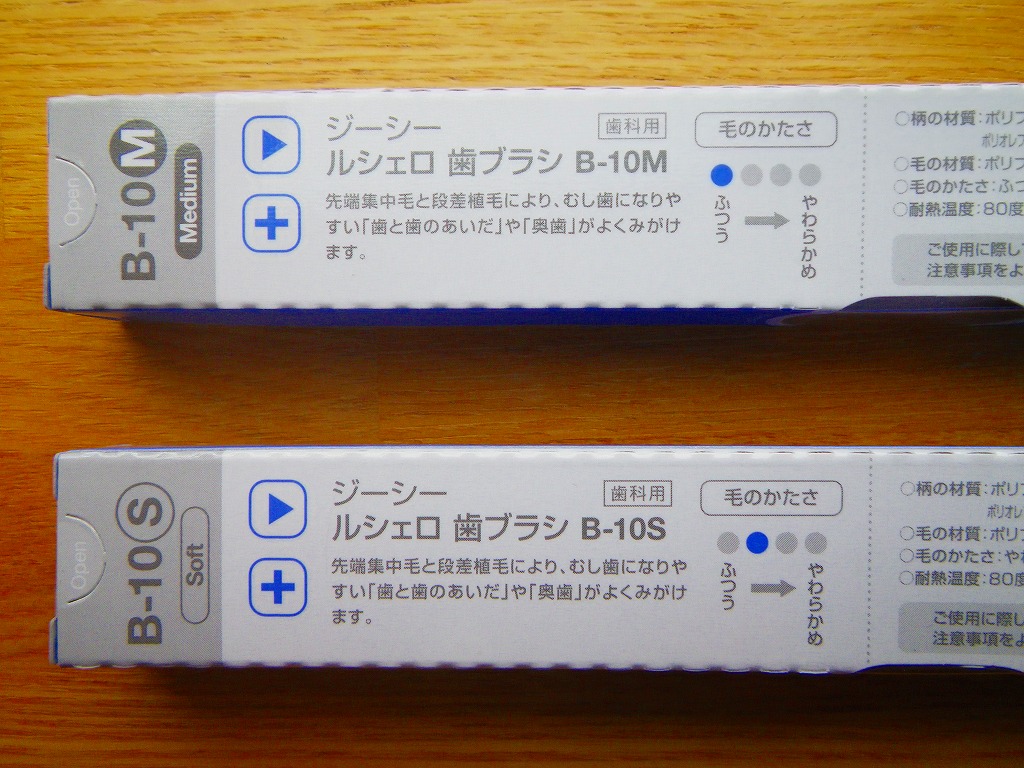 Open
B-10M
Medium
ジーシー
歯科用
ルシェロ 歯ブラシ B-10M
先端集中毛と段差植毛により、むし歯になりや
すい「歯と歯のあいだ」や「奥歯」がよくみがけ
ます。
毛のかたさ
ふつう
やわらかめ
○柄の材質:ポリプ
ポリオレフ
○毛の材質:ポリブ
○毛のかたさ:ふつ
○耐熱温度:80度
ご使用に際し
注意事項をよ
Open
B-10S
Soft
ジーシー
歯科用
ルシェロ 歯ブラシ B-10S
先端集中毛と段差植毛により、むし歯になりや
すい「歯と歯のあいだ」や「奥歯」がよくみがけ
ます。
毛のかたさ
ふつう
やわらかめ
○柄の材質:ポリプ
ポリオレ
○毛の材質:ポリブ
○毛のかたさ:やわ
○耐熱温度:80度
ご使用に際し
注意事項をよ